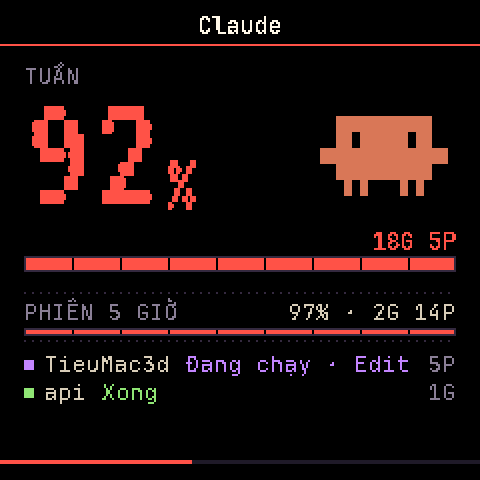 Claude
TUẦN
92%
18G 5P
PHIÊN 5 GIỜ 97% · 2G 14P
TieuMac3d Đang chạy · Edit 5P
api Xong 1G